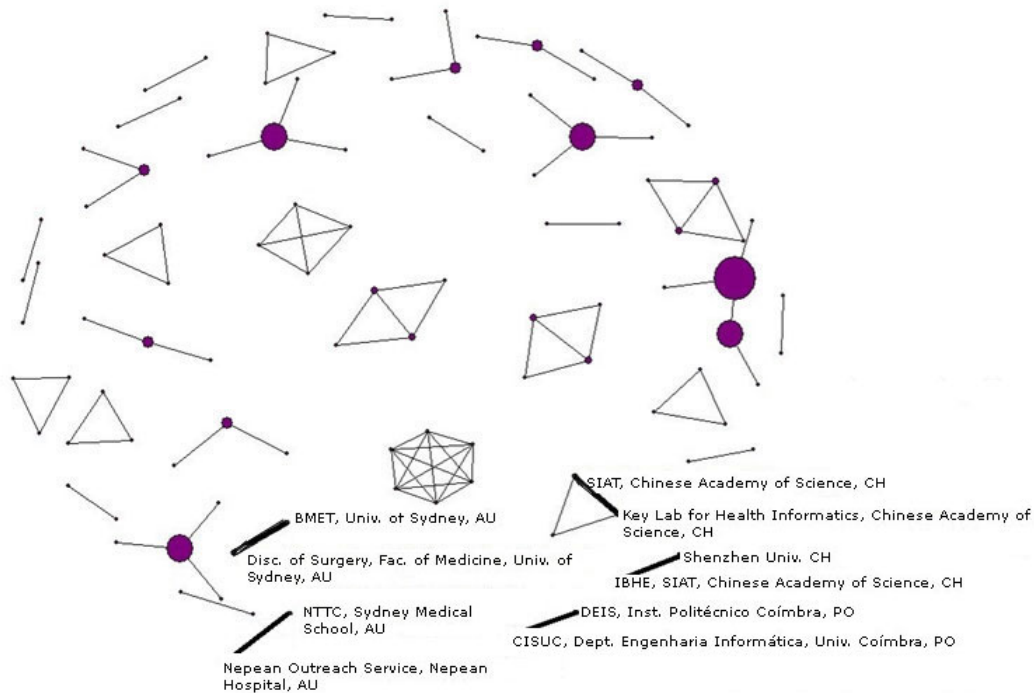 SIAT, Chinese Academy of Science, CH
BMET, Univ. of Sydney, AU
Key Lab for Health Informatics, Chinese Academy of
Science, CH
Disc. of Surgery, Fac. of Medicine, Univ. of
Sydney, AU
Shenzhen Univ. CH
IBHE, SIAT, Chinese Academy of Science, CH
NTTC, Sydney Medical
School, AU
DEIS, Inst. Politécnico Coímbra, PO
CISUC, Dept. Engenharia Informática, Univ. Coímbra, PO
Nepean Outreach Service, Nepean
Hospital, AU